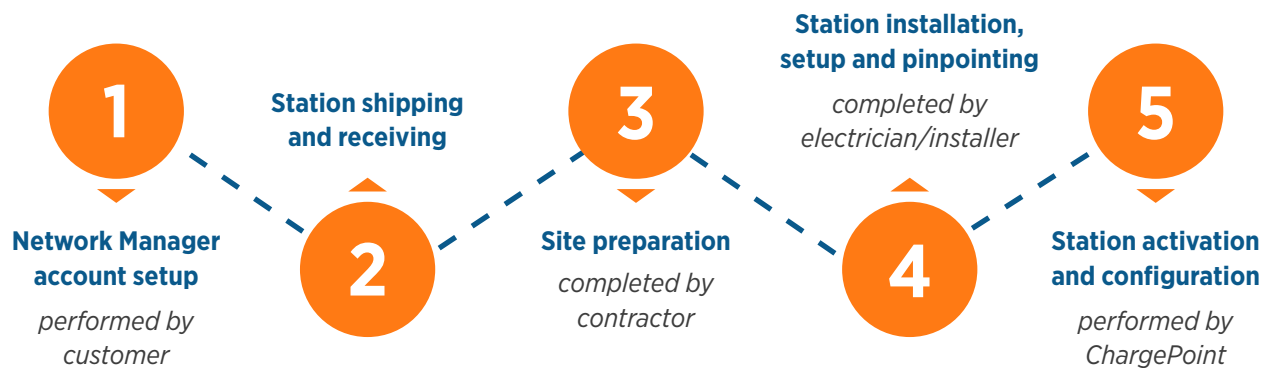 1
Network Manager
account setup
performed by
customer
Station shipping
and receiving
2
3
Site preparation
completed by
contractor
Station installation,
setup and pinpointing
completed by
electrician/installer
4
5
Station activation
and configuration
performed by
ChargePoint